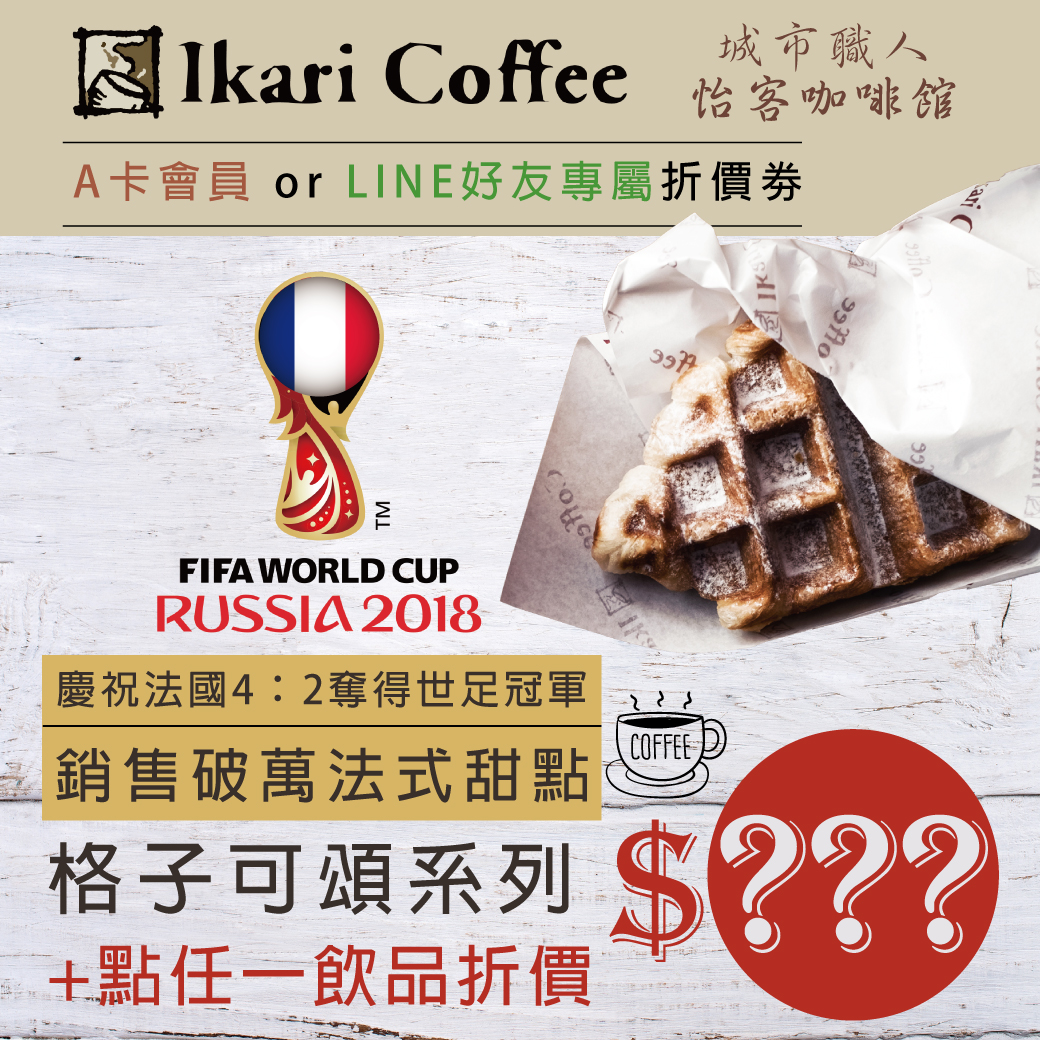 Ikari Coffee
城市職人
怡客咖啡館
A卡會員 or LINE好友專屬折價券
Coffee
TM
FIFA WORLD CUP
RUSSIA 2018
慶祝法國4：2奪得世足冠軍
銷售破萬法式甜點
COFFEE
格子可頌系列
+點任一飲品折價
$???